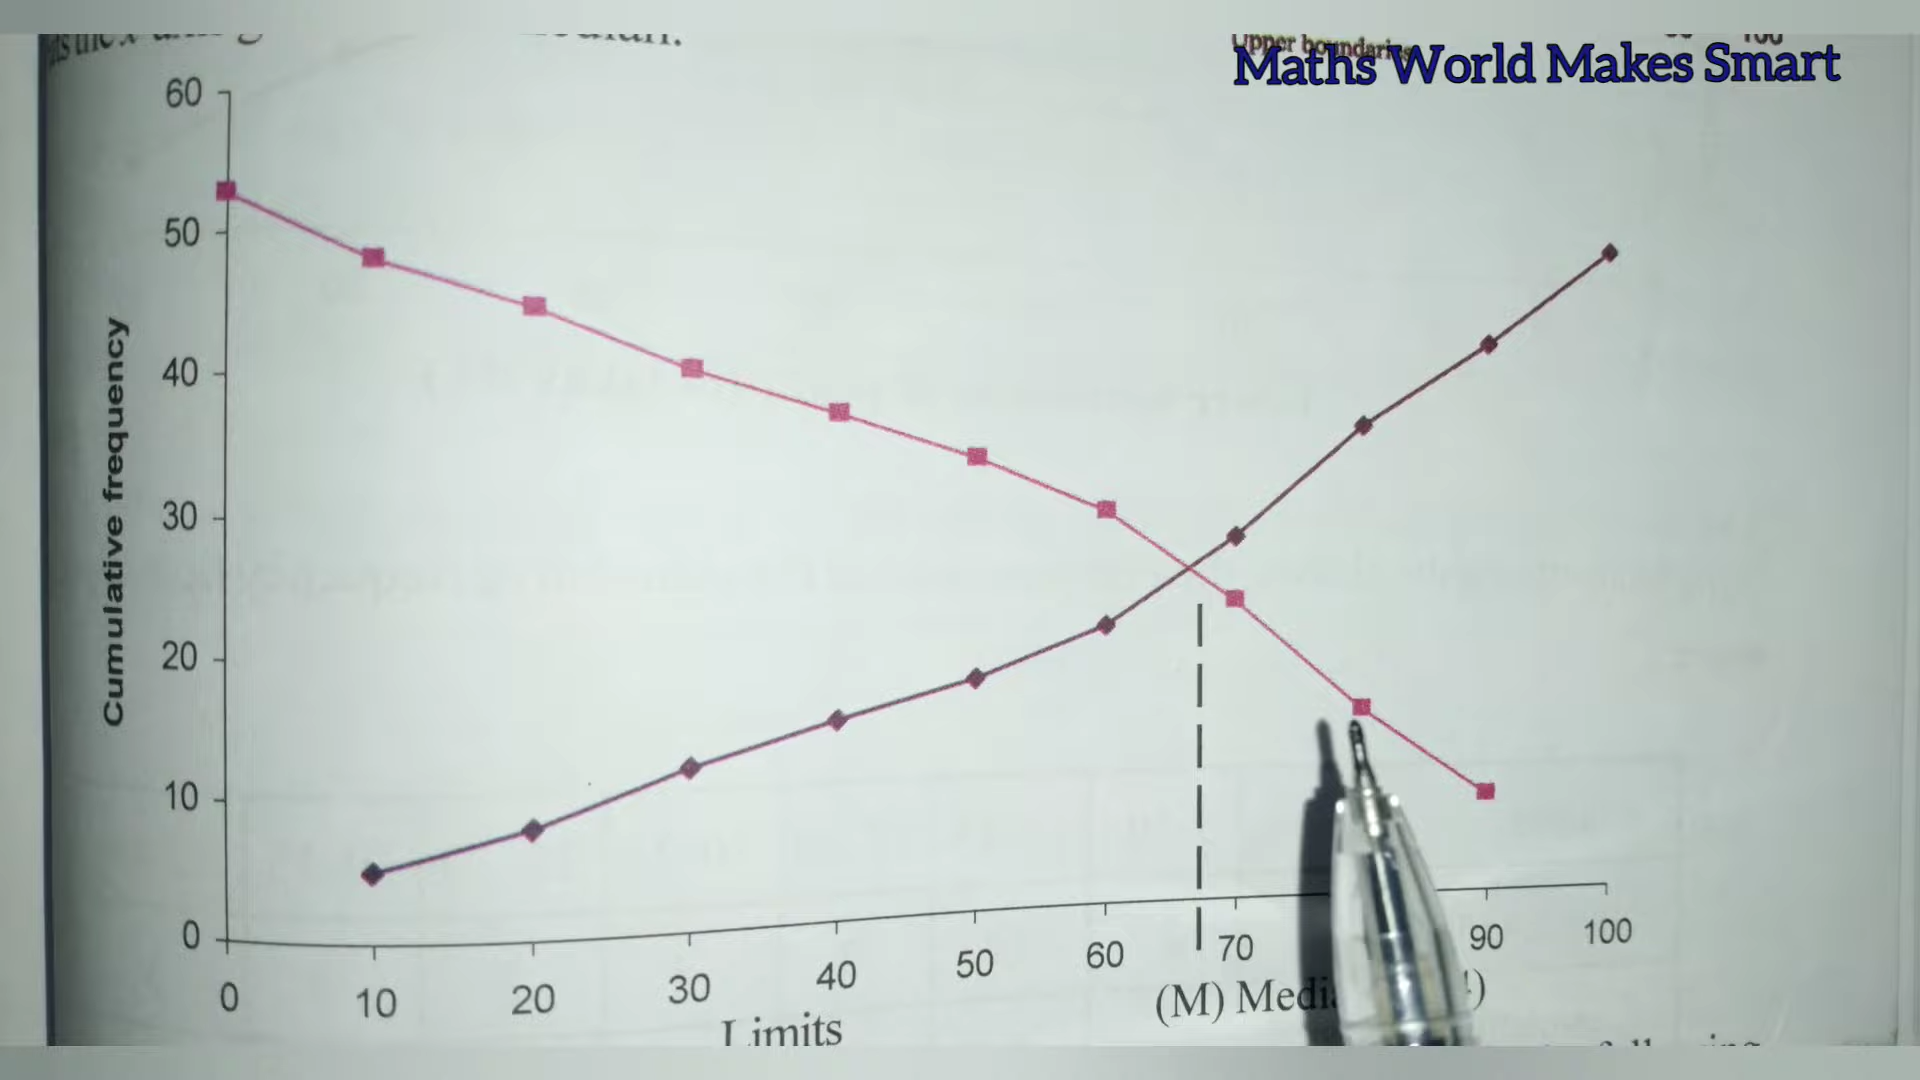 Upper boundaries
100
Maths World Makes Smart
60
50
40
30
20
10
0
Cumulative frequency
0 10 20 30 40 50 60 70 90 100
(M)
Limits